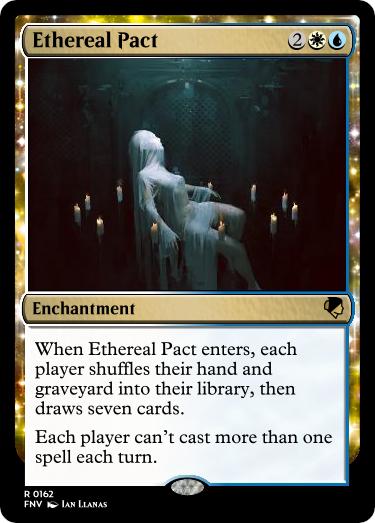 Ethereal Pact 2
Enchantment
When Ethereal Pact enters, each
player shuffles their hand and
graveyard into their library, then
draws seven cards.
Each player can't cast more than one
spell each turn.
R 0162
FNV Ian Llanas